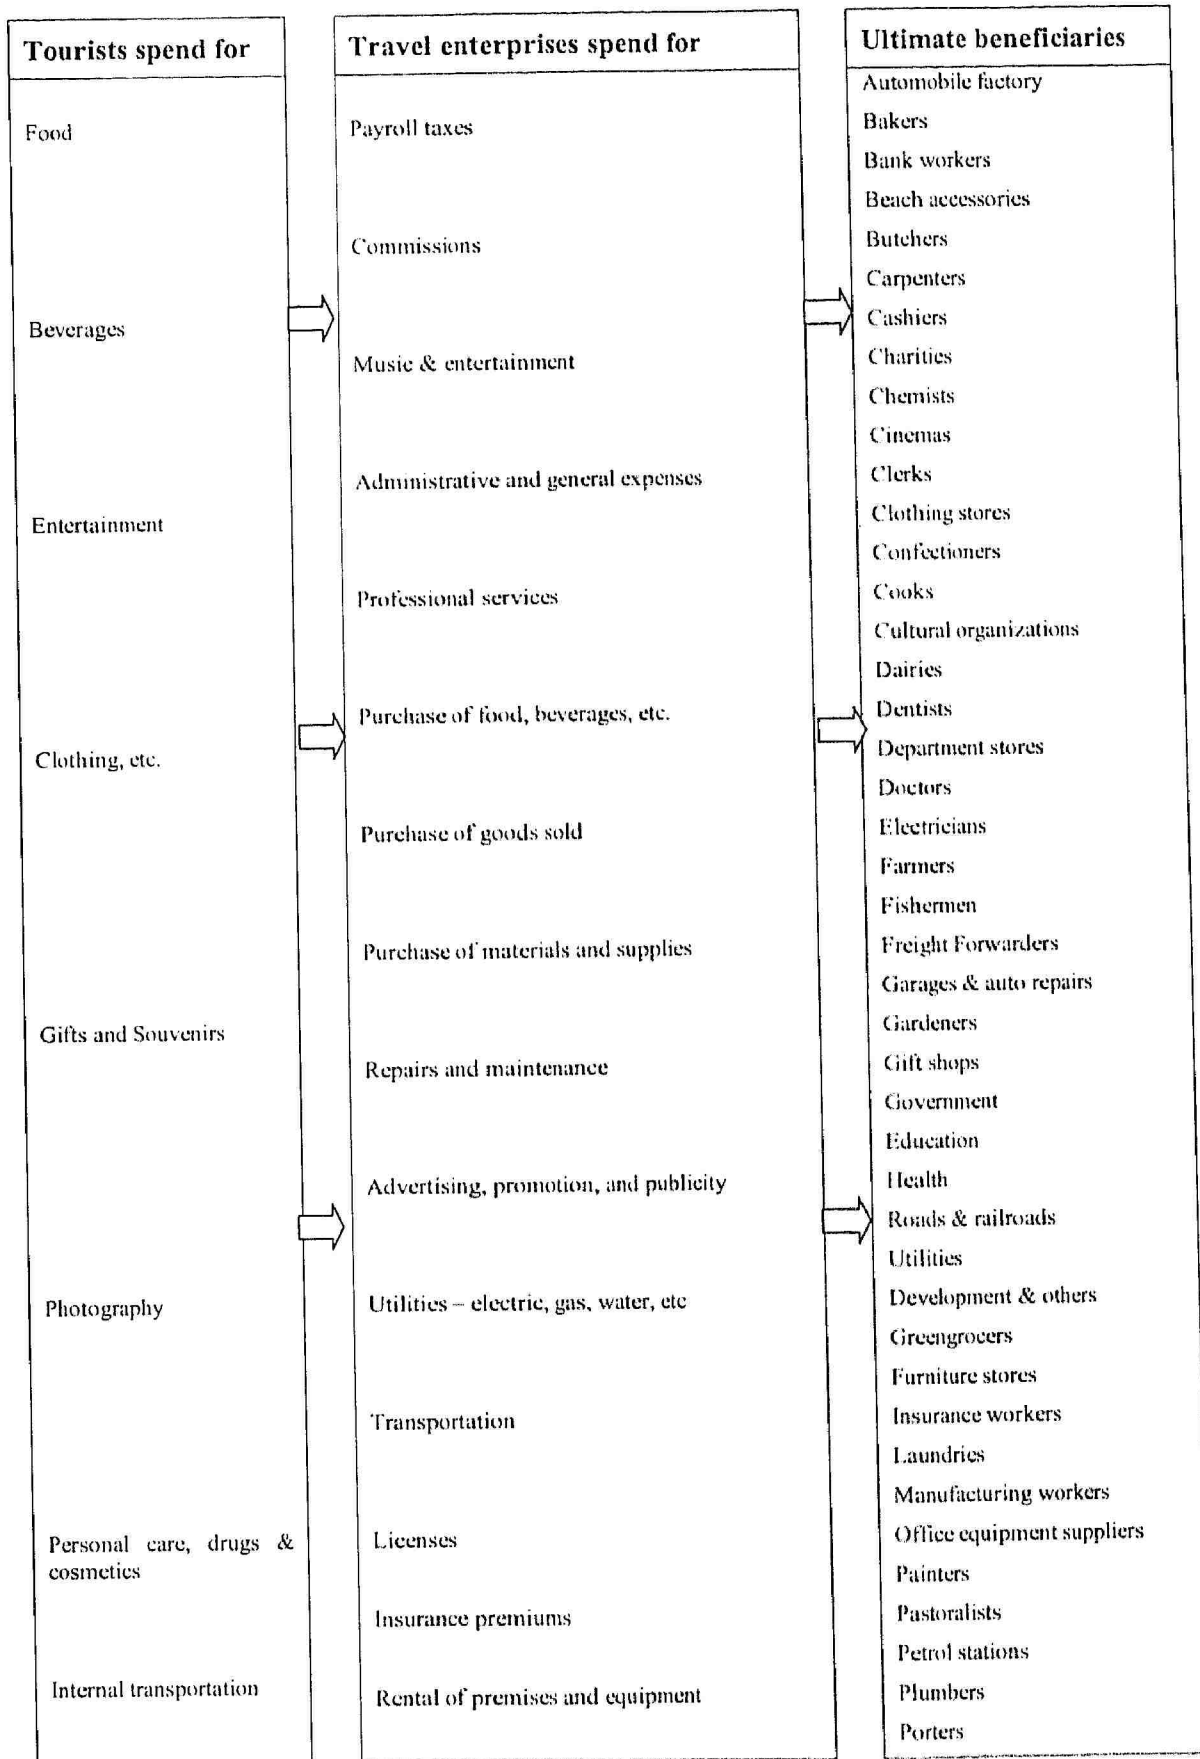 Tourists spend for
Food
Beverages
Entertainment
Clothing, etc.
Gifts and Souvenirs
Photography
Personal care, drugs &
cosmetics
Internal transportation
Travel enterprises spend for
Payroll taxes
Commissions
Music & entertainment
Administrative and general expenses
Professional services
Purchase of food, beverages, etc.
Purchase of goods sold
Purchase of materials and supplies
Repairs and maintenance
Advertising, promotion, and publicity
Utilities – electric, gas, water, etc
Transportation
Licenses
Insurance premiums
Rental of premises and equipment
Ultimate beneficiaries
Automobile factory
Bakers
Bank workers
Beach accessories
Butchers
Carpenters
Cashiers
Charities
Chemists
Cinemas
Clerks
Clothing stores
Confectioners
Cooks
Cultural organizations
Dairies
Dentists
Department stores
Doctors
Electricians
Farmers
Fishermen
Freight Forwarders
Garages & auto repairs
Gardeners
Gift shops
Government
Education
Health
Roads & railroads
Utilities
Development & others
Greengrocers
Furniture stores
Insurance workers
Laundries
Manufacturing workers
Office equipment suppliers
Painters
Pastoralists
Petrol stations
Plumbers
Porters